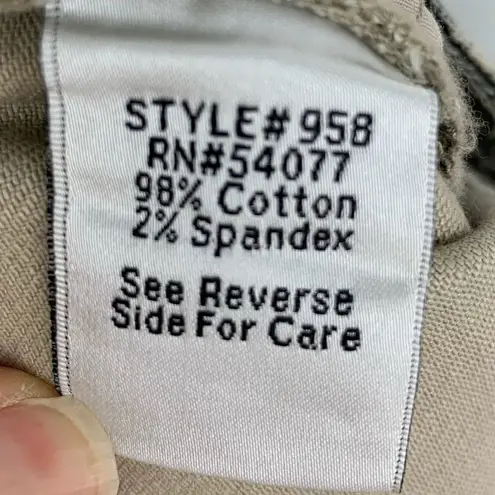 STYLE# 958
RN#54077
98% Cotton
2% Spandex
See Reverse
Side For Care